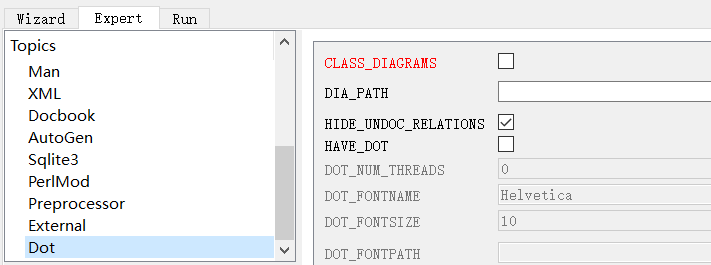 Wizard Expert Run
Topics
Man
XML
Docbook
AutoGen
Sqlite3
PerlMod
Preprocessor
External
Dot
CLASS_DIAGRAMS
DIA_PATH
HIDE_UNDOC_RELATIONS
HAVE_DOT
DOT_NUM_THREADS 0
DOT_FONTNAME Helvetica
DOT_FONTSIZE 10
DOT_FONTPATH